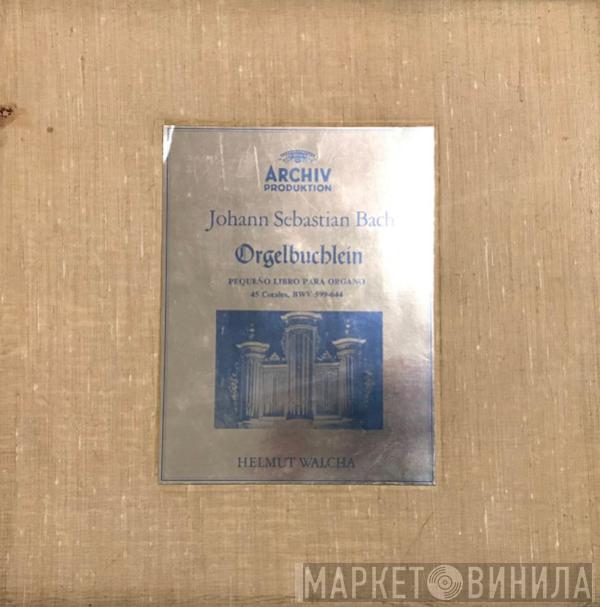 ARCHIV
PRODUKTION
Johann Sebastian Bach
Orgelbuchlein
PEQUEÑO LIBRO PARA ORGANO
45 Corales, BWV 599-644
HELMUT WALCHA
МАРКЕТ ВИНИЛА